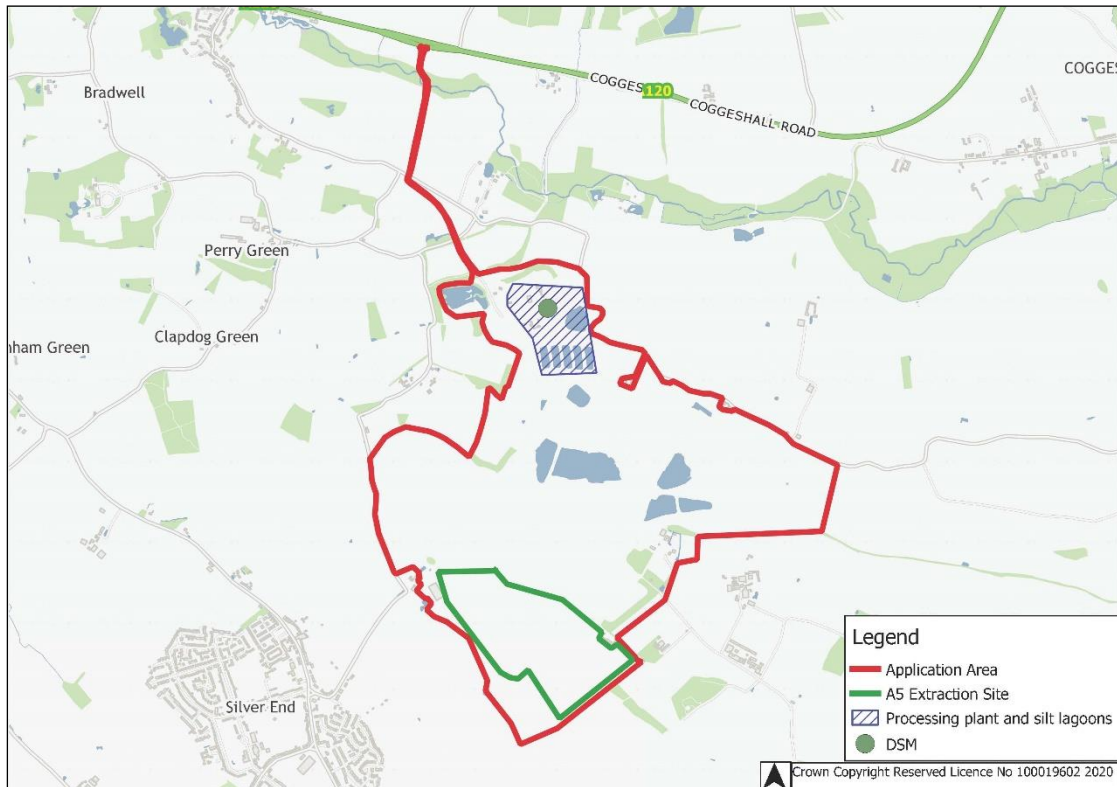 COGGES
120
COGGESHALL ROAD
COGGES
Bradwell
Perry Green
Clapdog Green
nham Green
Silver End
Legend
Application Area
A5 Extraction Site
Processing plant and silt lagoons
DSM
Crown Copyright Reserved Licence No 100019602 2020